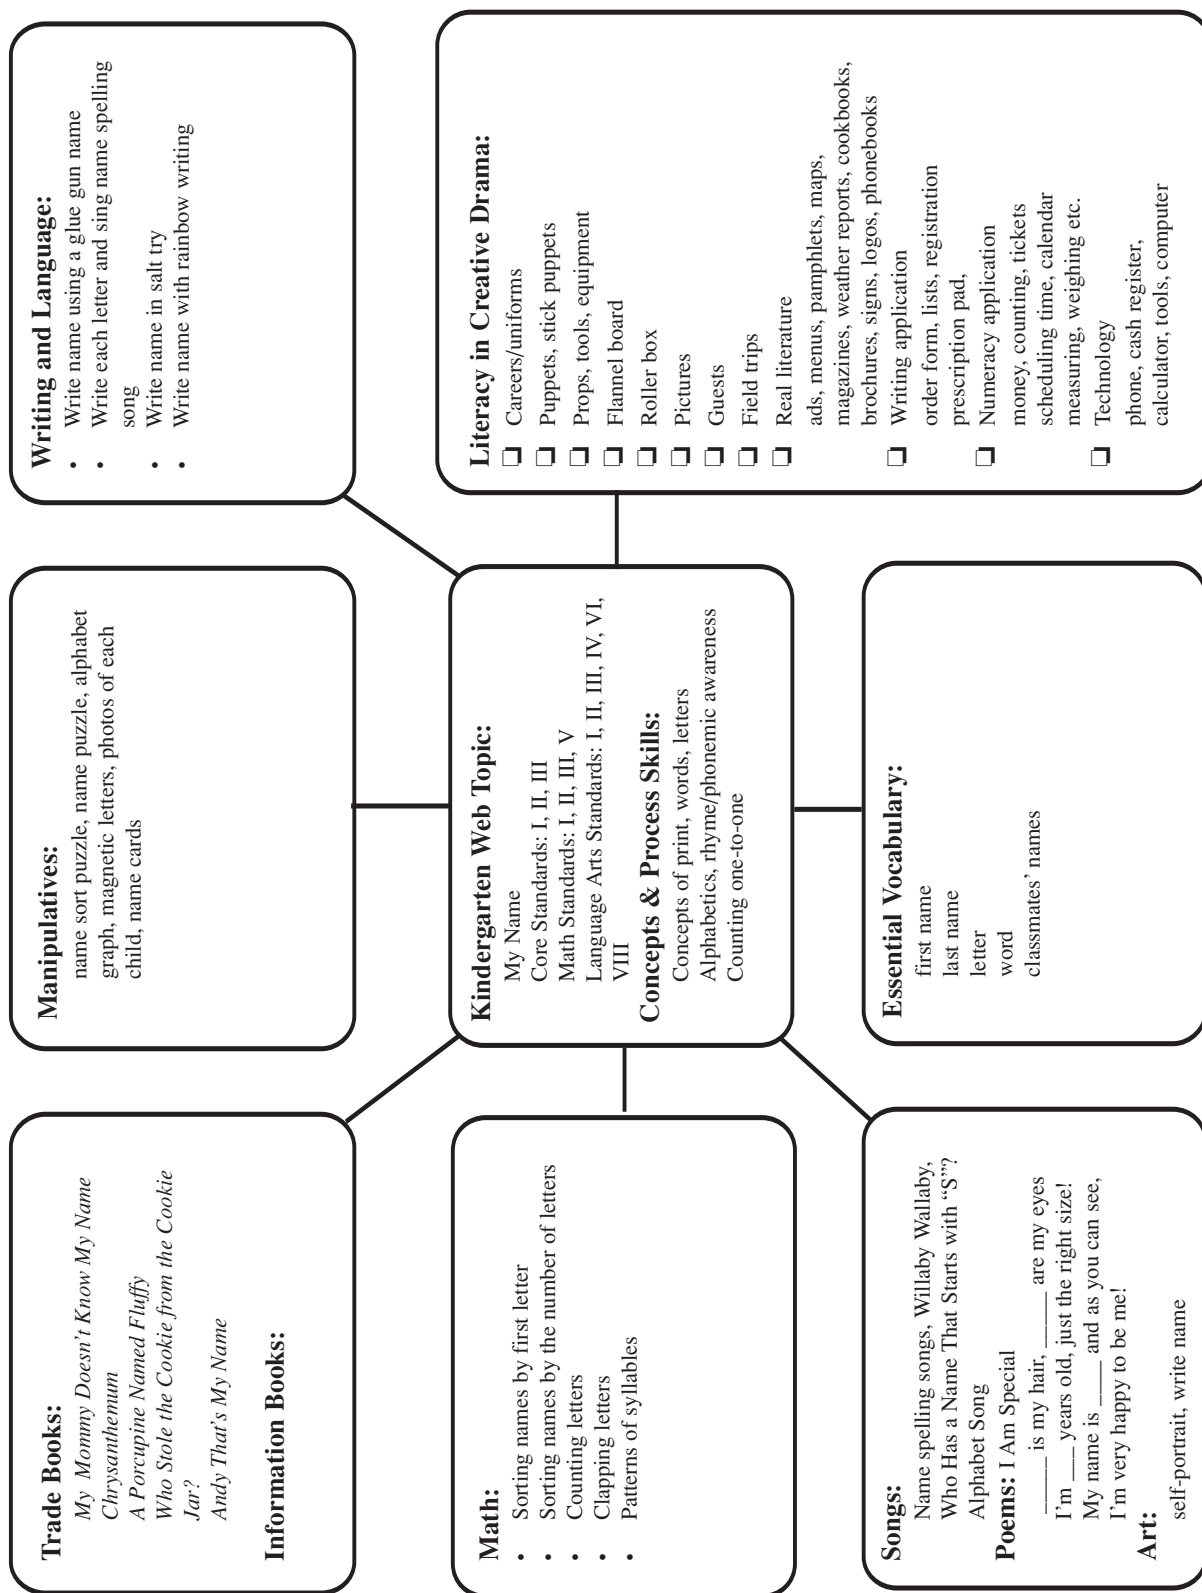 Trade Books:
My Mommy Doesn't Know My Name
Chrysanthemum
A Porcupine Named Fluffy
Who Stole the Cookie from the Cookie
Jar?
Andy That's My Name
Information Books:
Manipulatives:
name sort puzzle, name puzzle, alphabet
graph, magnetic letters, photos of each
child, name cards
Writing and Language:
• Write name using a glue gun name
• Write each letter and sing name spelling
song
• Write name in salt try
• Write name with rainbow writing
Math:
• Sorting names by first letter
• Sorting names by the number of letters
• Counting letters
• Clapping letters
• Patterns of syllables
Kindergarten Web Topic:
My Name
Core Standards: I, II, III
Math Standards: I, II, III, V
Language Arts Standards: I, II, III, IV, VI,
VIII
Concepts & Process Skills:
Concepts of print, words, letters
Alphabetics, rhyme/phonemic awareness
Counting one-to-one
Literacy in Creative Drama:
❑ Careers/uniforms
❑ Puppets, stick puppets
❑ Props, tools, equipment
❑ Flannel board
❑ Roller box
❑ Pictures
❑ Guests
❑ Field trips
❑ Real literature
ads, menus, pamphlets, maps,
magazines, weather reports, cookbooks,
brochures, signs, logos, phonebooks
❑ Writing application
order form, lists, registration
prescription pad,
❑ Numeracy application
money, counting, tickets
scheduling time, calendar
measuring, weighing etc.
❑ Technology
phone, cash register,
calculator, tools, computer
Songs:
Name spelling songs, Willaby Wallaby,
Who Has a Name That Starts with “S”?
Alphabet Song
Poems: I Am Special
_____ is my hair, _____ are my eyes
I'm ___ years old, just the right size!
My name is ____ and as you can see,
I'm very happy to be me!
Art:
self-portrait, write name
Essential Vocabulary:
first name
last name
letter
word
classmates' names